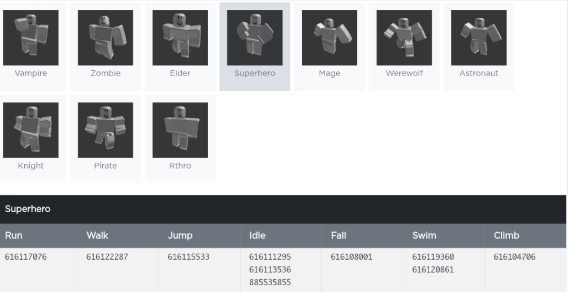 Vampire Zombie Elder Superhero Mage Werewolf Astronaut
Knight Pirate Rthro
Superhero
Run Walk Jump Idle Fall Swim Climb
616117076 616122287 616115533 616111295 616108001 616119360 616104706
616113536 616120861
885535855